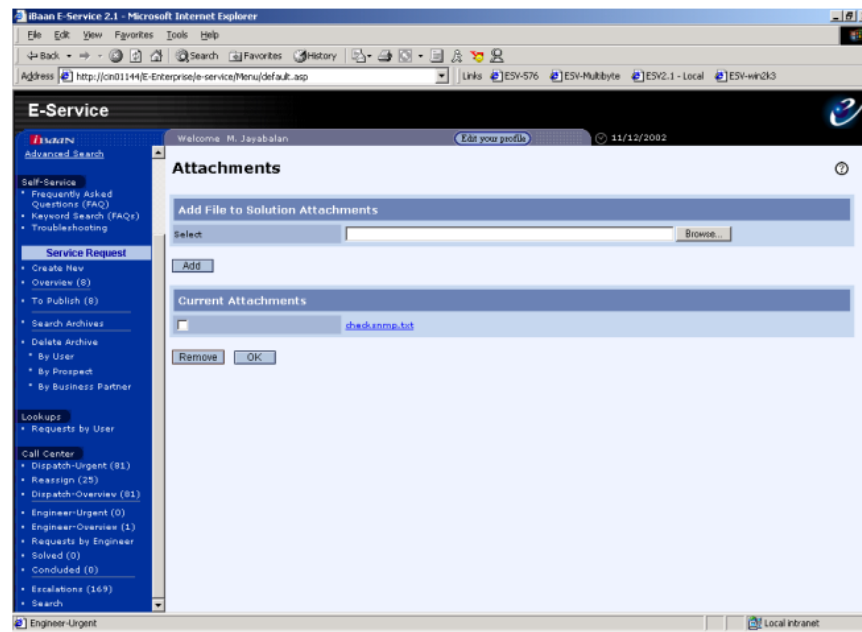 iBaan E-Service 2.1 - Microsoft Internet Explorer
File Edit View Favorites Tools Help
Back Search Favorites History
Address http://cin01144/E-Enterprise/e-service/Menu/default.asp Links ESV-576 ESV-Multibyte ESV2.1 - Local ESV-win2k3
E-Service
iBaan
Welcome M. Jayabalan Edit your profile 11/12/2002
Advanced Search
Self-Service
Frequently Asked
Questions (FAQ)
Keyword Search (FAQs)
Troubleshooting
Service Request
Create New
Overview (8)
To Publish (8)
Search Archives
Delete Archive
By User
By Prospect
By Business Partner
Lookups
Requests by User
Call Center
Dispatch-Urgent (81)
Reassign (25)
Dispatch-Overview (81)
Engineer-Urgent (0)
Engineer-Overview (1)
Requests by Engineer
Solved (0)
Concluded (0)
Escalations (169)
Search
Attachments
Add File to Solution Attachments
Select Browse...
Add
Current Attachments
checksnmp.txt
Remove OK
Engineer-Urgent Local intranet